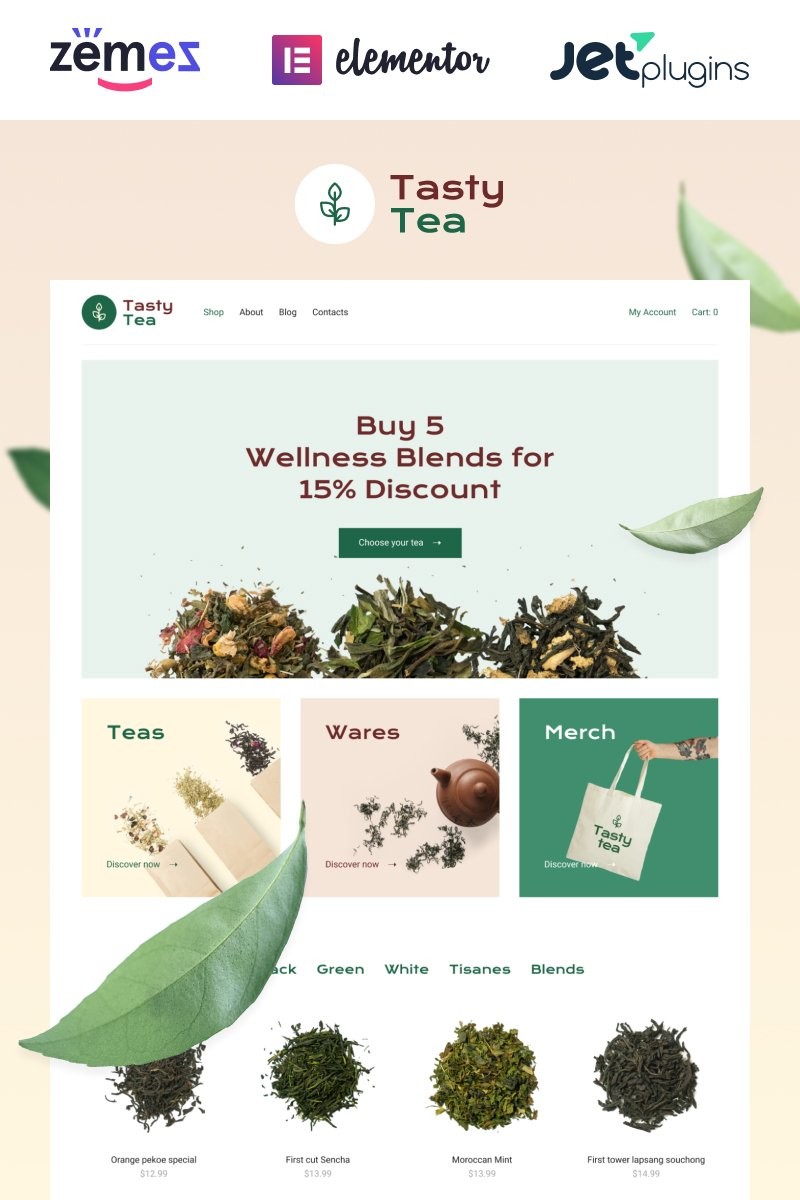 zemez
elementor
Jetplugins
Tasty
Tea
Tasty
Tea
Shop About Blog Contacts
My Account Cart: 0
Buy 5
Wellness Blends for
15% Discount
Choose your tea →
Teas
Wares
Merch
Tasty
tea
Discover now →
Discover now →
Discover now →
Green White Tisanes Blends
Orange pekoe special
$12.99
First cut Sencha
$13.99
Moroccan Mint
$13.99
First tower lapsang souchong
$14.99